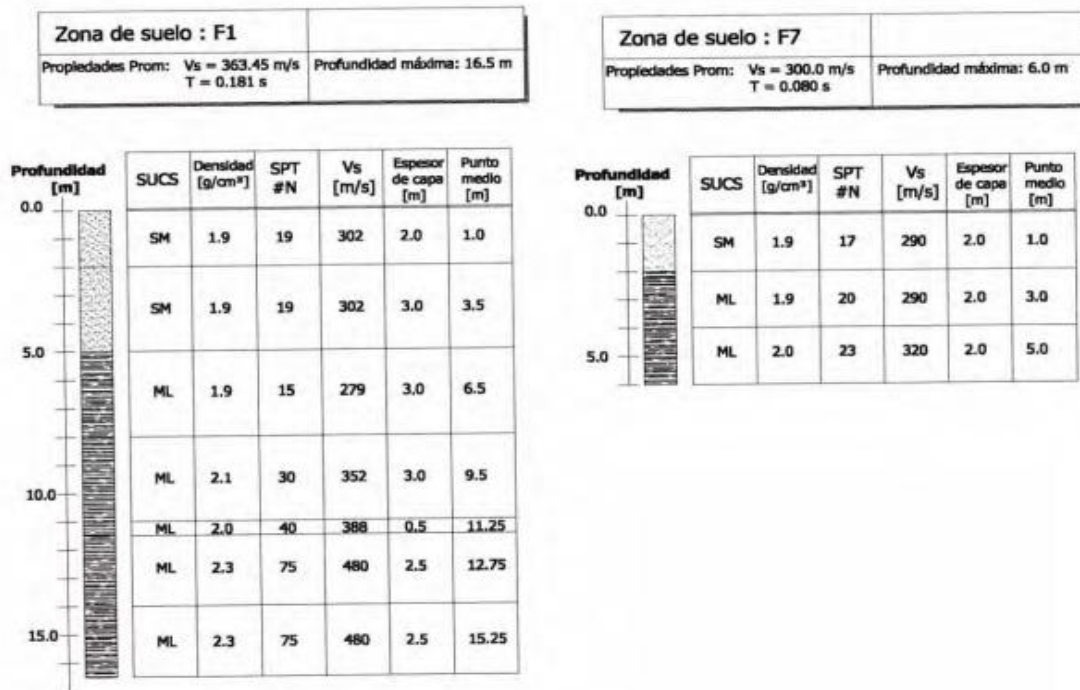 Zona de suelo : F1
Propiedades Prom: Vs = 363.45 m/s
T = 0.181 s
Profundidad máxima: 16.5 m
Profundidad
[m]
SUCS Densidad [g/cm³] SPT #N Vs [m/s] Espesor de capa [m] Punto medio [m]
0.0
SM 1.9 19 302 2.0 1.0
SM 1.9 19 302 3.0 3.5
5.0
ML 1.9 15 279 3.0 6.5
ML 2.1 30 352 3.0 9.5
10.0
ML 2.0 40 388 0.5 11.25
ML 2.3 75 480 2.5 12.75
15.0
ML 2.3 75 480 2.5 15.25
Zona de suelo : F7
Propiedades Prom: Vs = 300.0 m/s
T = 0.080 s
Profundidad máxima: 6.0 m
Profundidad
[m]
SUCS Densidad [g/cm³] SPT #N Vs [m/s] Espesor de capa [m] Punto medio [m]
0.0
SM 1.9 17 290 2.0 1.0
ML 1.9 20 290 2.0 3.0
5.0
ML 2.0 23 320 2.0 5.0